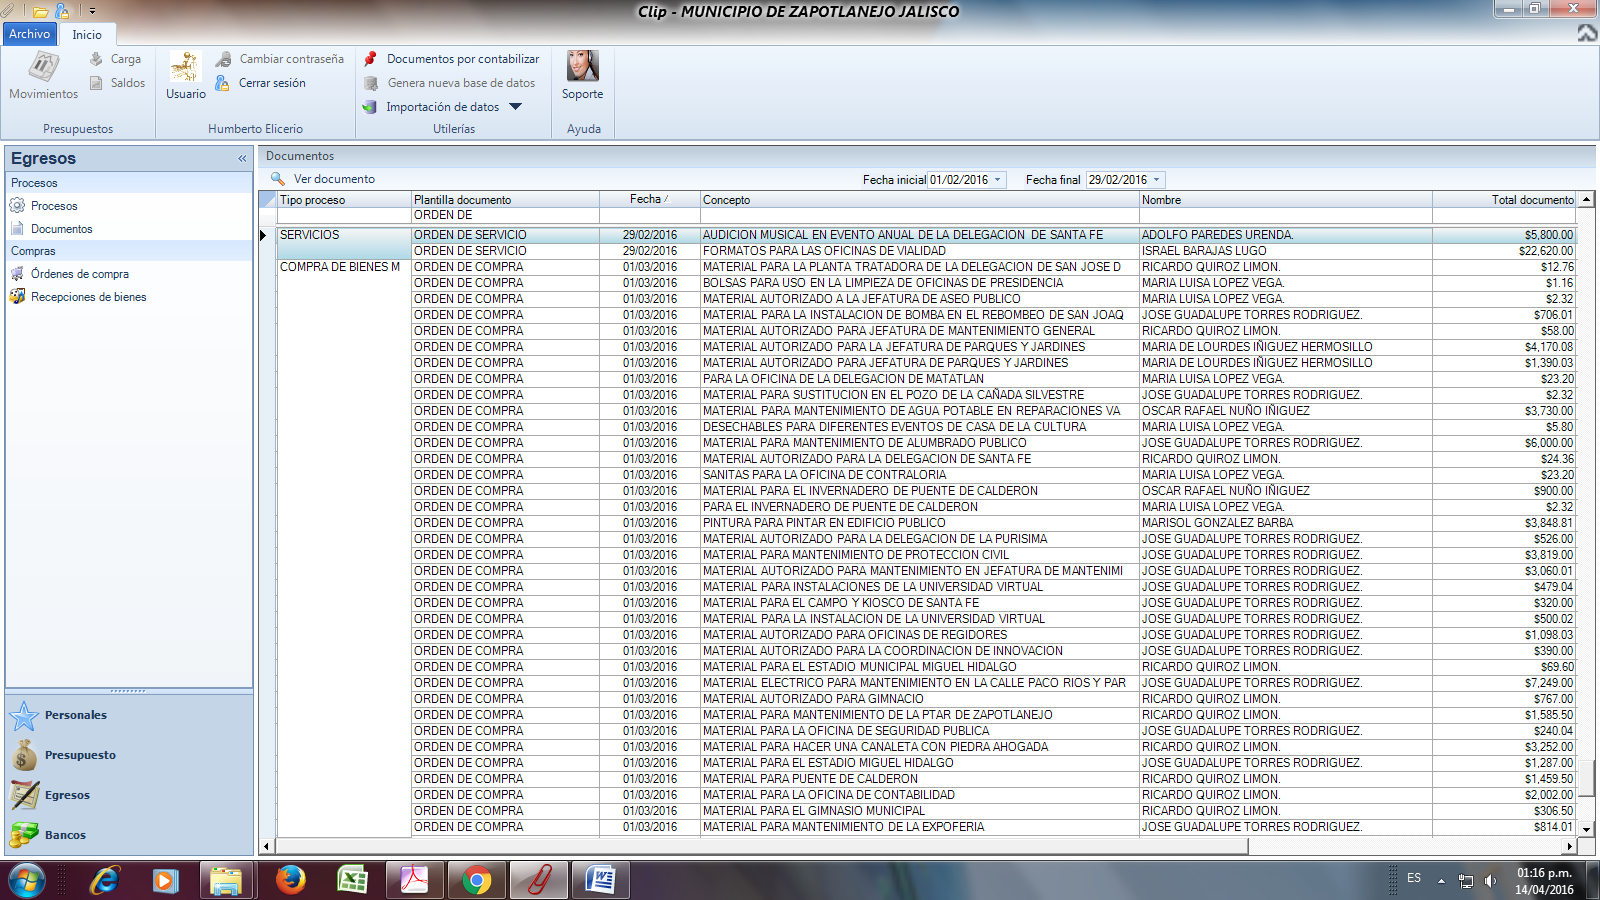 Clip - MUNICIPIO DE ZAPOTLANEJO JALISCO
Archivo Inicio
Movimientos Carga Saldos
Presupuestos
Usuario Cambiar contraseña Cerrar sesión
Humberto Elicerio
Documentos por contabilizar
Genera nueva base de datos
Importación de datos
Utilerías
Soporte
Ayuda
Egresos «
Procesos
Procesos
Documentos
Compras
Órdenes de compra
Recepciones de bienes
Personales
Presupuesto
Egresos
Bancos
Documentos
Ver documento Fecha inicial 01/02/2016 Fecha final 29/02/2016
Tipo proceso Plantilla documento Fecha / Concepto Nombre Total documento
ORDEN DE
SERVICIOS ORDEN DE SERVICIO 29/02/2016 AUDICION MUSICAL EN EVENTO ANUAL DE LA DELEGACION DE SANTA FE ADOLFO PAREDES URENDA. $5,800.00
ORDEN DE SERVICIO 29/02/2016 FORMATOS PARA LAS OFICINAS DE VIALIDAD ISRAEL BARAJAS LUGO $22,620.00
COMPRA DE BIENES M ORDEN DE COMPRA 01/03/2016 MATERIAL PARA LA PLANTA TRATADORA DE LA DELEGACION DE SAN JOSE D RICARDO QUIROZ LIMON. $12.76
ORDEN DE COMPRA 01/03/2016 BOLSAS PARA USO EN LA LIMPIEZA DE OFICINAS DE PRESIDENCIA MARIA LUISA LOPEZ VEGA. $1.16
ORDEN DE COMPRA 01/03/2016 MATERIAL AUTORIZADO A LA JEFATURA DE ASEO PUBLICO MARIA LUISA LOPEZ VEGA. $2.32
ORDEN DE COMPRA 01/03/2016 MATERIAL PARA LA INSTALACION DE BOMBA EN EL REBOMBEO DE SAN JOAQ JOSE GUADALUPE TORRES RODRIGUEZ. $706.01
ORDEN DE COMPRA 01/03/2016 MATERIAL AUTORIZADO PARA JEFATURA DE MANTENIMIENTO GENERAL RICARDO QUIROZ LIMON. $58.00
ORDEN DE COMPRA 01/03/2016 MATERIAL AUTORIZADO PARA LA JEFATURA DE PARQUES Y JARDINES MARIA DE LOURDES IÑIGUEZ HERMOSILLO $4,170.08
ORDEN DE COMPRA 01/03/2016 MATERIAL AUTORIZADO PARA JEFATURA DE PARQUES Y JARDINES MARIA DE LOURDES IÑIGUEZ HERMOSILLO $1,390.03
ORDEN DE COMPRA 01/03/2016 PARA LA OFICINA DE LA DELEGACION DE MATATLAN MARIA LUISA LOPEZ VEGA. $23.20
ORDEN DE COMPRA 01/03/2016 MATERIAL PARA SUSTITUCION EN EL POZO DE LA CAÑADA SILVESTRE JOSE GUADALUPE TORRES RODRIGUEZ. $2.32
ORDEN DE COMPRA 01/03/2016 MATERIAL PARA MANTENIMIENTO DE AGUA POTABLE EN REPARACIONES VA OSCAR RAFAEL NUÑO IÑIGUEZ $3,730.00
ORDEN DE COMPRA 01/03/2016 DESECHABLES PARA DIFERENTES EVENTOS DE CASA DE LA CULTURA MARIA LUISA LOPEZ VEGA. $5.80
ORDEN DE COMPRA 01/03/2016 MATERIAL PARA MANTENIMIENTO DE ALUMBRADO PUBLICO JOSE GUADALUPE TORRES RODRIGUEZ. $6,000.00
ORDEN DE COMPRA 01/03/2016 MATERIAL AUTORIZADO PARA LA DELEGACION DE SANTA FE RICARDO QUIROZ LIMON. $24.36
ORDEN DE COMPRA 01/03/2016 SANITAS PARA LA OFICINA DE CONTRALORIA MARIA LUISA LOPEZ VEGA. $23.20
ORDEN DE COMPRA 01/03/2016 MATERIAL PARA EL INVERNADERO DE PUENTE DE CALDERON OSCAR RAFAEL NUÑO IÑIGUEZ $900.00
ORDEN DE COMPRA 01/03/2016 PARA EL INVERNADERO DE PUENTE DE CALDERON MARIA LUISA LOPEZ VEGA. $2.32
ORDEN DE COMPRA 01/03/2016 PINTURA PARA PINTAR EN EDIFICIO PUBLICO MARISOL GONZALEZ BARBA $3,848.81
ORDEN DE COMPRA 01/03/2016 MATERIAL AUTORIZADO PARA LA DELEGACION DE LA PURISIMA JOSE GUADALUPE TORRES RODRIGUEZ. $526.00
ORDEN DE COMPRA 01/03/2016 MATERIAL PARA MANTENIMIENTO DE PROTECCION CIVIL JOSE GUADALUPE TORRES RODRIGUEZ. $3,819.00
ORDEN DE COMPRA 01/03/2016 MATERIAL AUTORIZADO PARA MANTENIMIENTO EN JEFATURA DE MANTENIMI JOSE GUADALUPE TORRES RODRIGUEZ. $3,060.01
ORDEN DE COMPRA 01/03/2016 MATERIAL PARA INSTALACIONES DE LA UNIVERSIDAD VIRTUAL JOSE GUADALUPE TORRES RODRIGUEZ. $479.04
ORDEN DE COMPRA 01/03/2016 MATERIAL PARA EL CAMPO Y KIOSCO DE SANTA FE JOSE GUADALUPE TORRES RODRIGUEZ. $320.00
ORDEN DE COMPRA 01/03/2016 MATERIAL PARA LA INSTALACION DE LA UNIVERSIDAD VIRTUAL JOSE GUADALUPE TORRES RODRIGUEZ. $500.02
ORDEN DE COMPRA 01/03/2016 MATERIAL AUTORIZADO PARA OFICINAS DE REGIDORES JOSE GUADALUPE TORRES RODRIGUEZ. $1,098.03
ORDEN DE COMPRA 01/03/2016 MATERIAL AUTORIZADO PARA LA COORDINACION DE INNOVACION JOSE GUADALUPE TORRES RODRIGUEZ. $390.00
ORDEN DE COMPRA 01/03/2016 MATERIAL PARA EL ESTADIO MUNICIPAL MIGUEL HIDALGO RICARDO QUIROZ LIMON. $69.60
ORDEN DE COMPRA 01/03/2016 MATERIAL ELECTRICO PARA MANTENIMIENTO EN LA CALLE PACO RIOS Y PAR JOSE GUADALUPE TORRES RODRIGUEZ. $7,249.00
ORDEN DE COMPRA 01/03/2016 MATERIAL AUTORIZADO PARA GIMNACIO RICARDO QUIROZ LIMON. $767.00
ORDEN DE COMPRA 01/03/2016 MATERIAL PARA MANTENIMIENTO DE LA PTAR DE ZAPOTLANEJO RICARDO QUIROZ LIMON. $1,585.50
ORDEN DE COMPRA 01/03/2016 MATERIAL PARA LA OFICINA DE SEGURIDAD PUBLICA JOSE GUADALUPE TORRES RODRIGUEZ. $240.04
ORDEN DE COMPRA 01/03/2016 MATERIAL PARA HACER UNA CANALETA CON PIEDRA AHOGADA RICARDO QUIROZ LIMON. $3,252.00
ORDEN DE COMPRA 01/03/2016 MATERIAL PARA EL ESTADIO MIGUEL HIDALGO JOSE GUADALUPE TORRES RODRIGUEZ. $1,287.00
ORDEN DE COMPRA 01/03/2016 MATERIAL PARA PUENTE DE CALDERON RICARDO QUIROZ LIMON. $1,459.50
ORDEN DE COMPRA 01/03/2016 MATERIAL PARA LA OFICINA DE CONTABILIDAD RICARDO QUIROZ LIMON. $2,002.00
ORDEN DE COMPRA 01/03/2016 MATERIAL PARA EL GIMNASIO MUNICIPAL RICARDO QUIROZ LIMON. $306.50
ORDEN DE COMPRA 01/03/2016 MATERIAL PARA MANTENIMIENTO DE LA EXPOFERIA JOSE GUADALUPE TORRES RODRIGUEZ. $814.01
ES 01:16 p.m.
14/04/2016